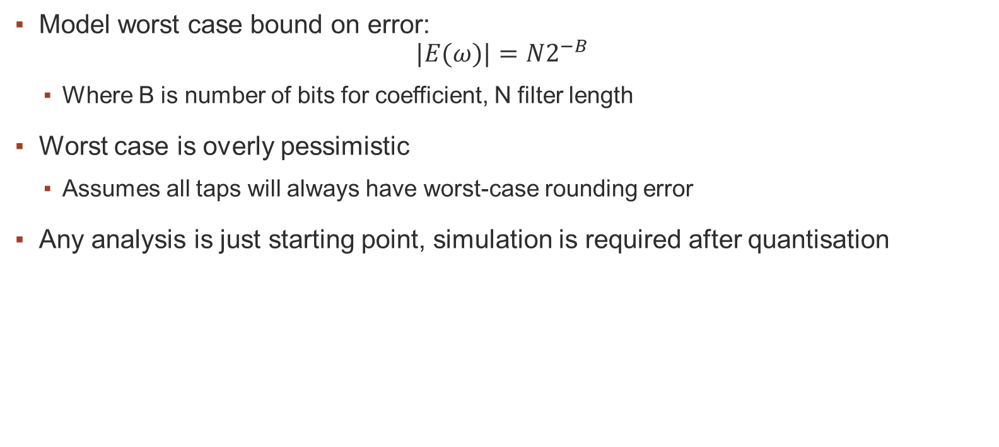 ▪ Model worst case bound on error:
|E(ω)| = N2⁻ᴮ
▪ Where B is number of bits for coefficient, N filter length
▪ Worst case is overly pessimistic
▪ Assumes all taps will always have worst-case rounding error
▪ Any analysis is just starting point, simulation is required after quantisation